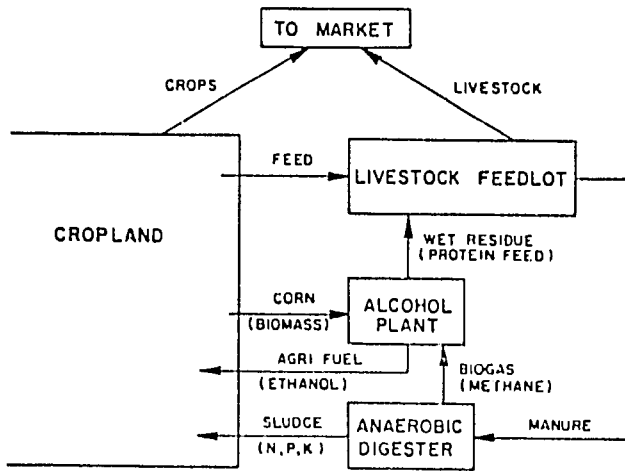 TO MARKET
CROPS
LIVESTOCK
FEED
LIVESTOCK FEEDLOT
CROPLAND
WET RESIDUE
(PROTEIN FEED)
CORN
(BIOMASS)
ALCOHOL
PLANT
AGRI FUEL
(ETHANOL)
BIOGAS
(METHANE)
SLUDGE
(N,P,K)
ANAEROBIC
DIGESTER
MANURE